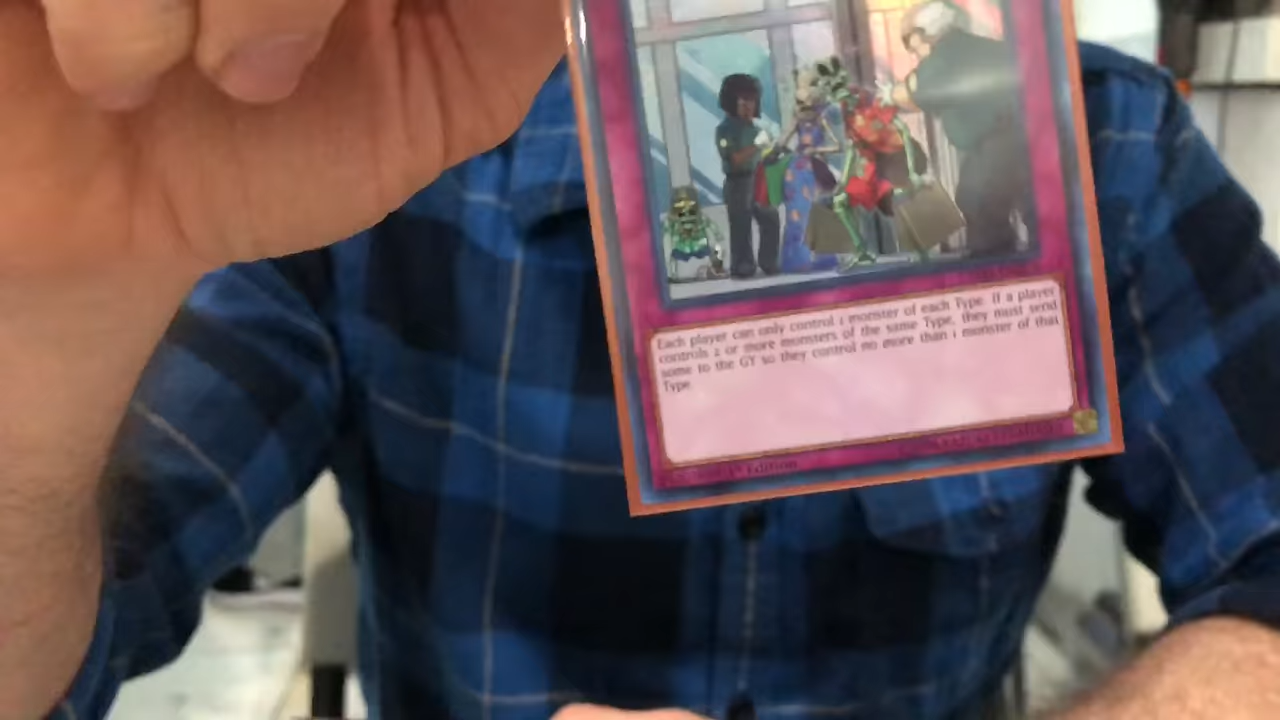 Each player can only control 1 monster of each Type. If a player
controls 2 or more monsters of the same Type, they must send
some to the GY so they control no more than 1 monster of that
Type.
1st Edition